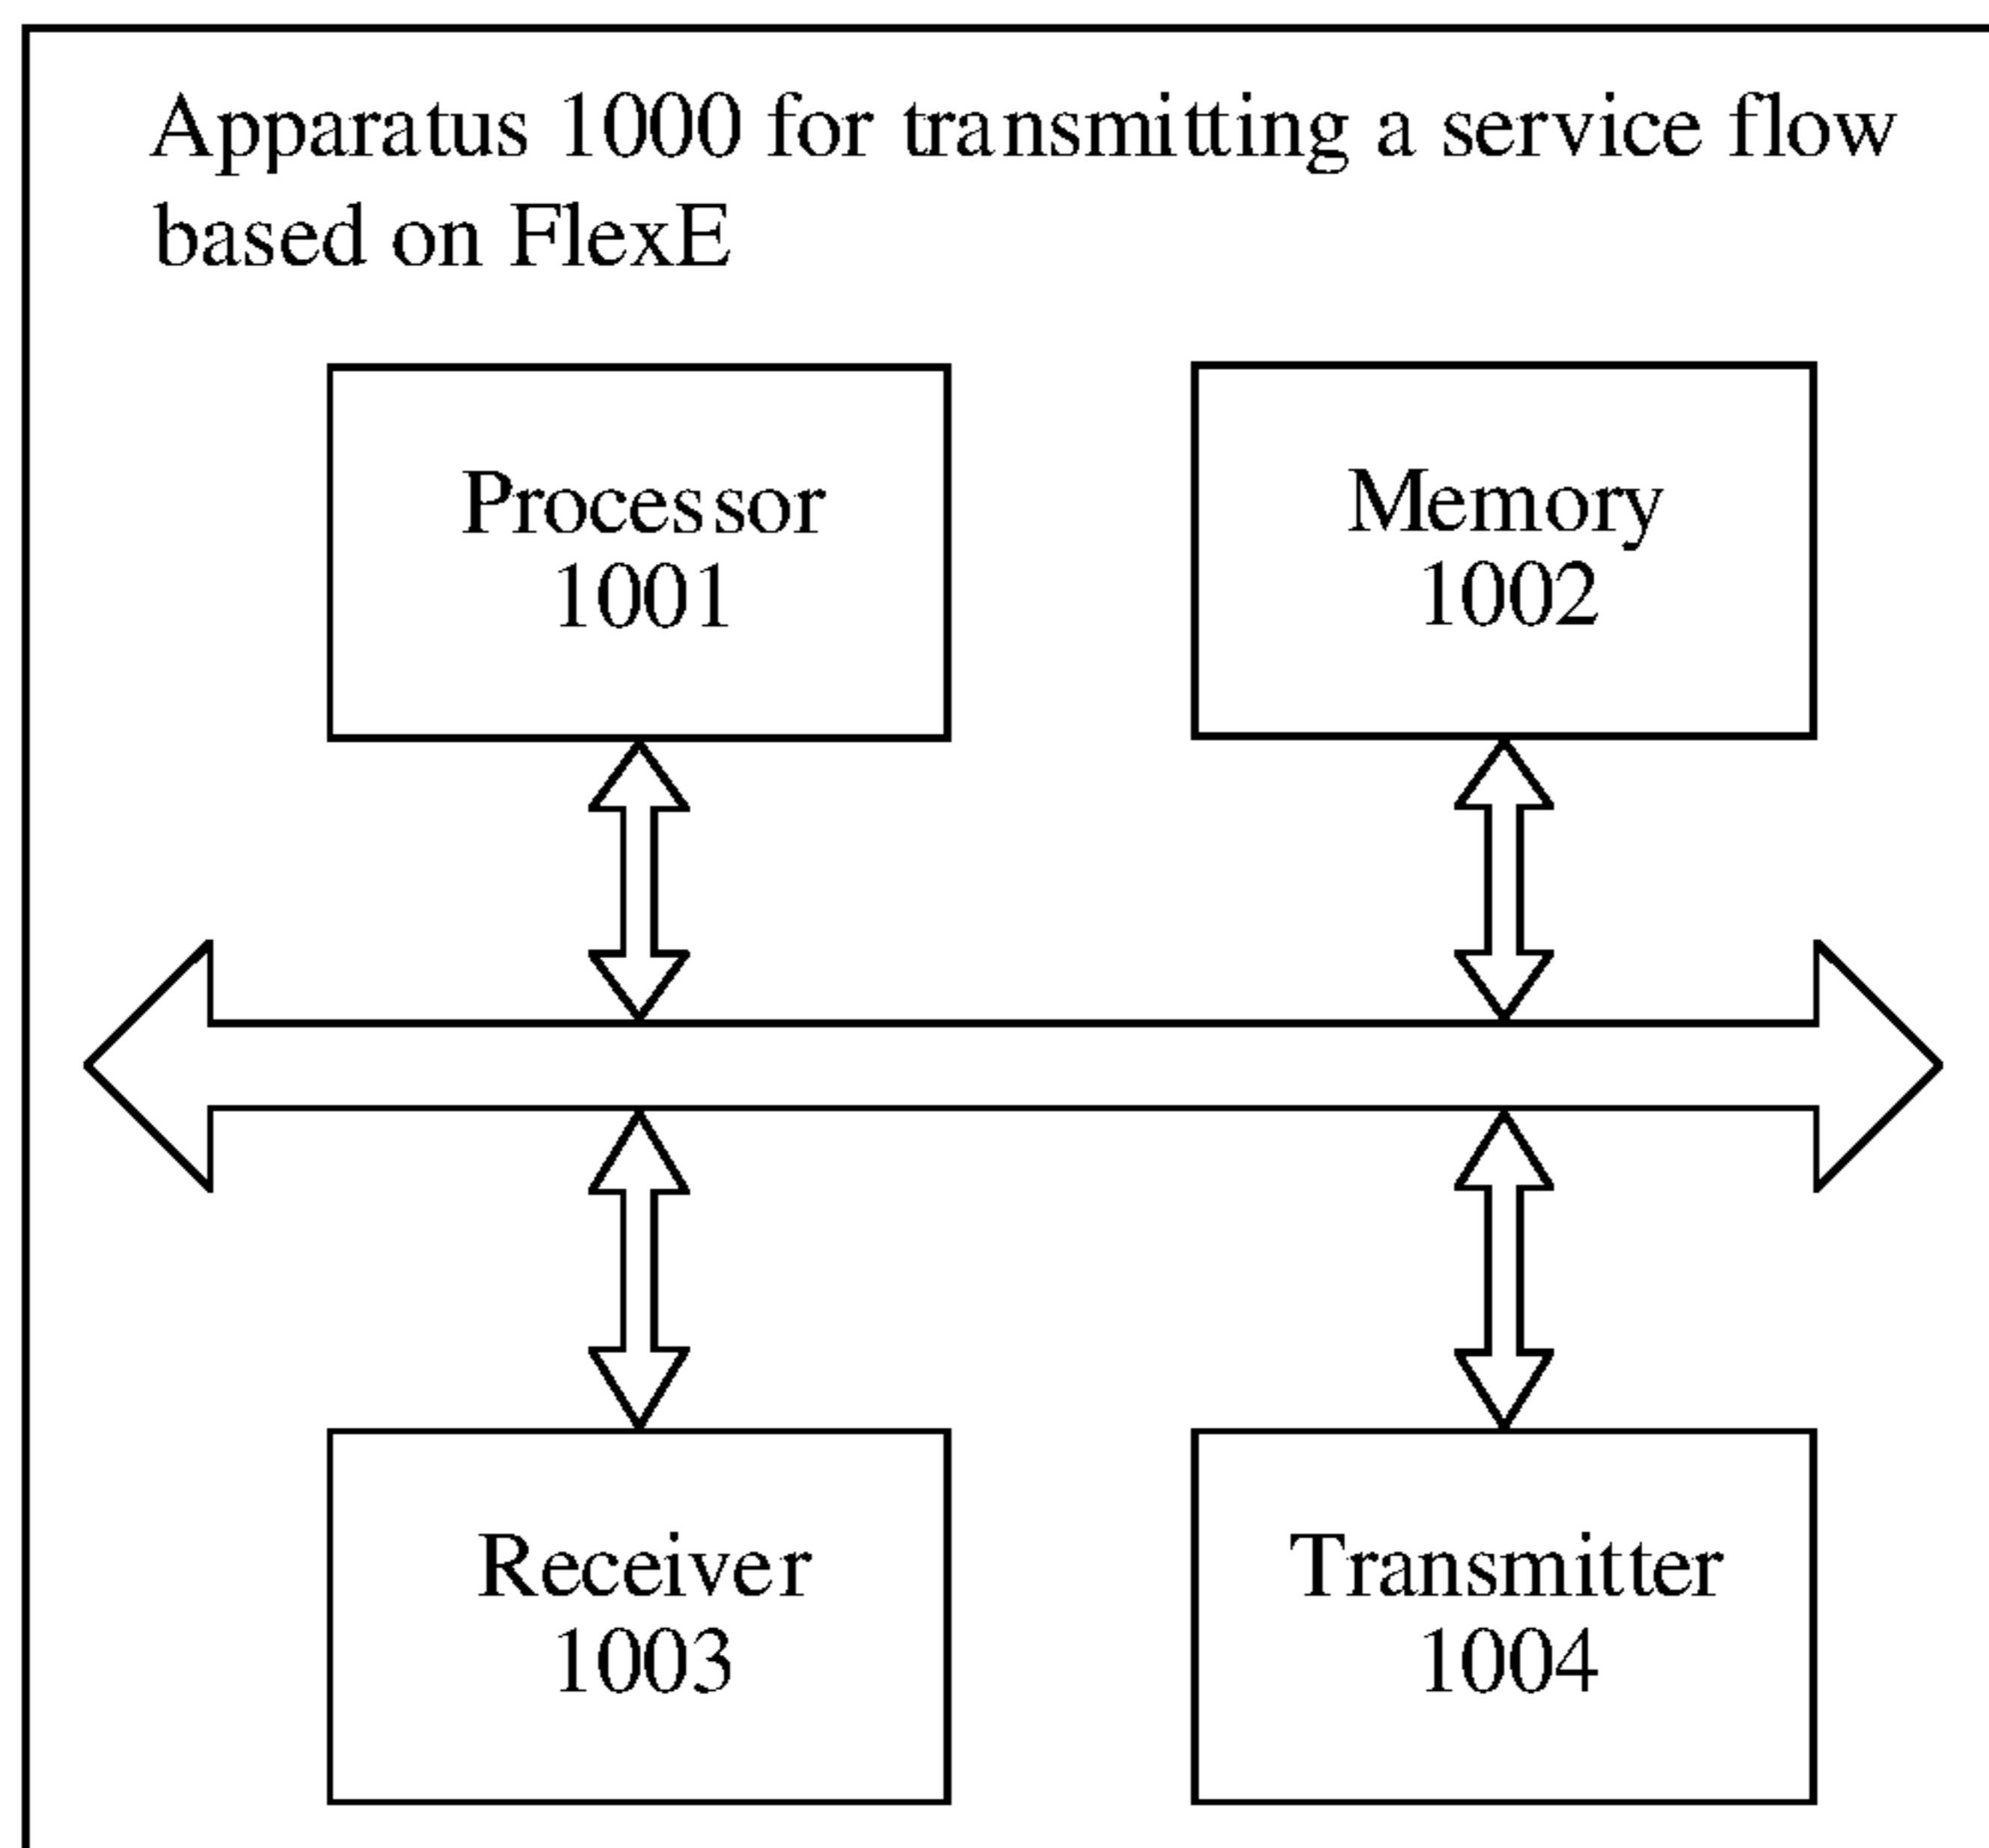 Apparatus 1000 for transmitting a service flow
based on FlexE
Processor
1001
Memory
1002
Receiver
1003
Transmitter
1004